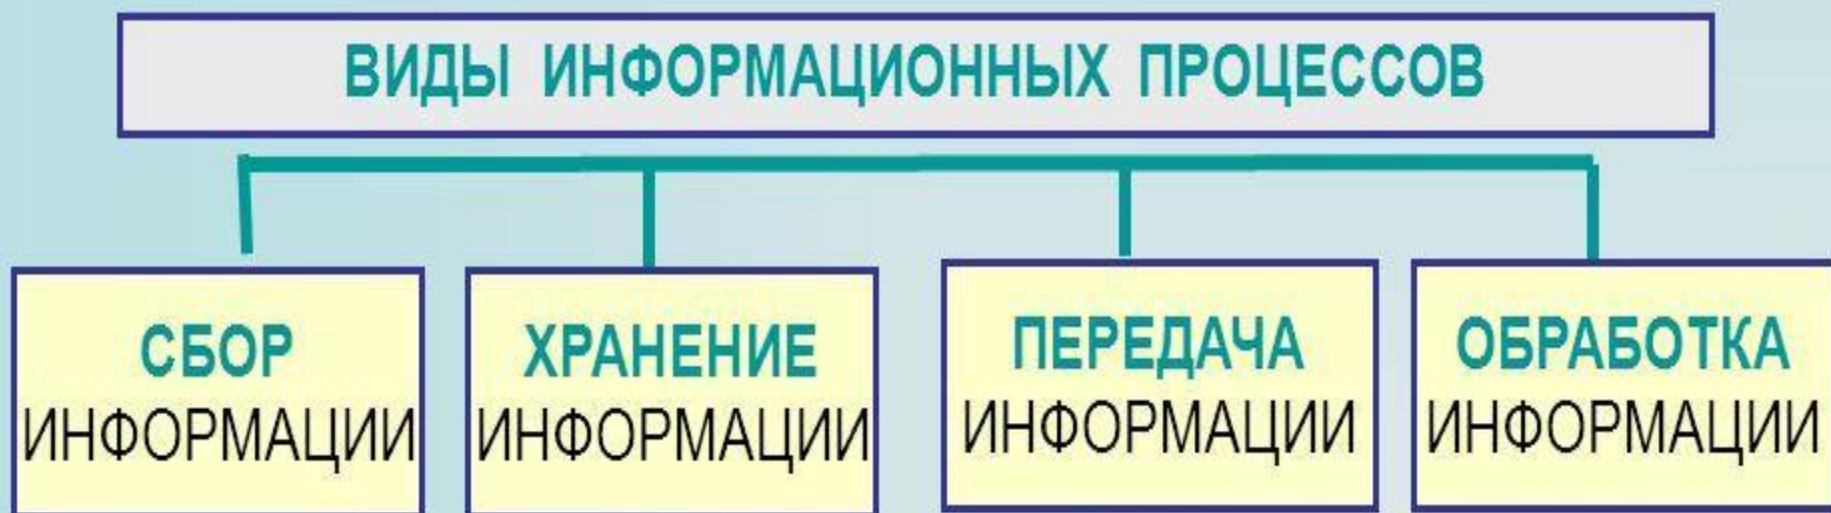 ВИДЫ ИНФОРМАЦИОННЫХ ПРОЦЕССОВ
СБОР
ИНФОРМАЦИИ
ХРАНЕНИЕ
ИНФОРМАЦИИ
ПЕРЕДАЧА
ИНФОРМАЦИИ
ОБРАБОТКА
ИНФОРМАЦИИ